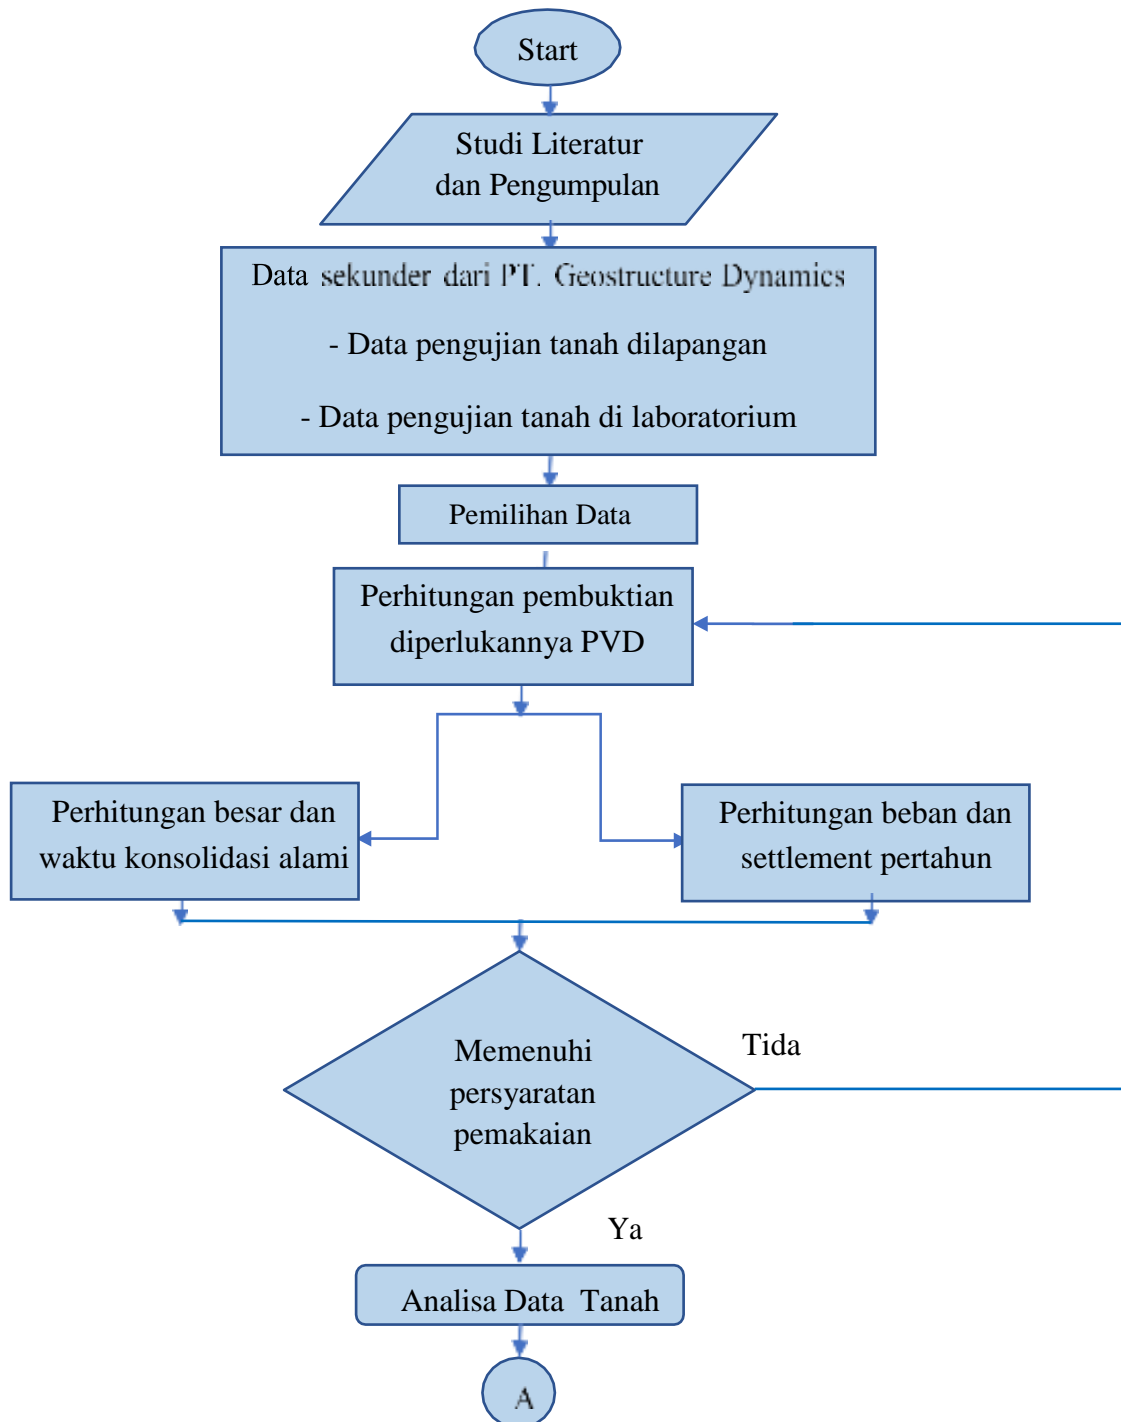 Start
Studi Literatur
dan Pengumpulan
Data sekunder dari PT. Geostructure Dynamics
- Data pengujian tanah dilapangan
- Data pengujian tanah di laboratorium
Pemilihan Data
Perhitungan pembuktian
diperlukannya PVD
Perhitungan besar dan
waktu konsolidasi alami
Perhitungan beban dan
settlement pertahun
Memenuhi
persyaratan
pemakaian
Tida
Ya
Analisa Data Tanah
A